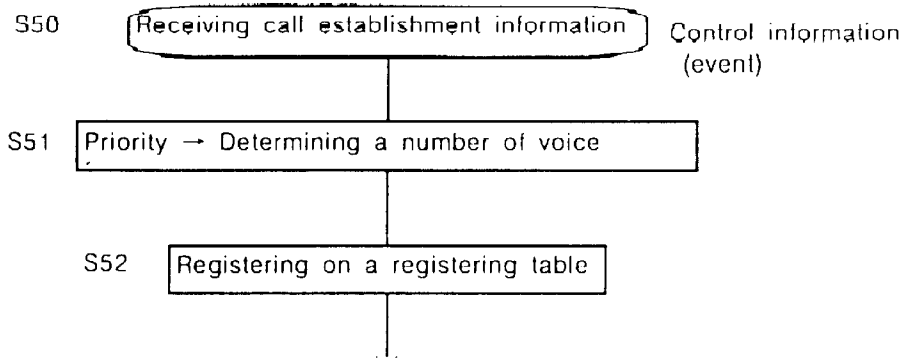 S50 Receiving call establishment information Control information
(event)
S51 Priority → Determining a number of voice
S52 Registering on a registering table